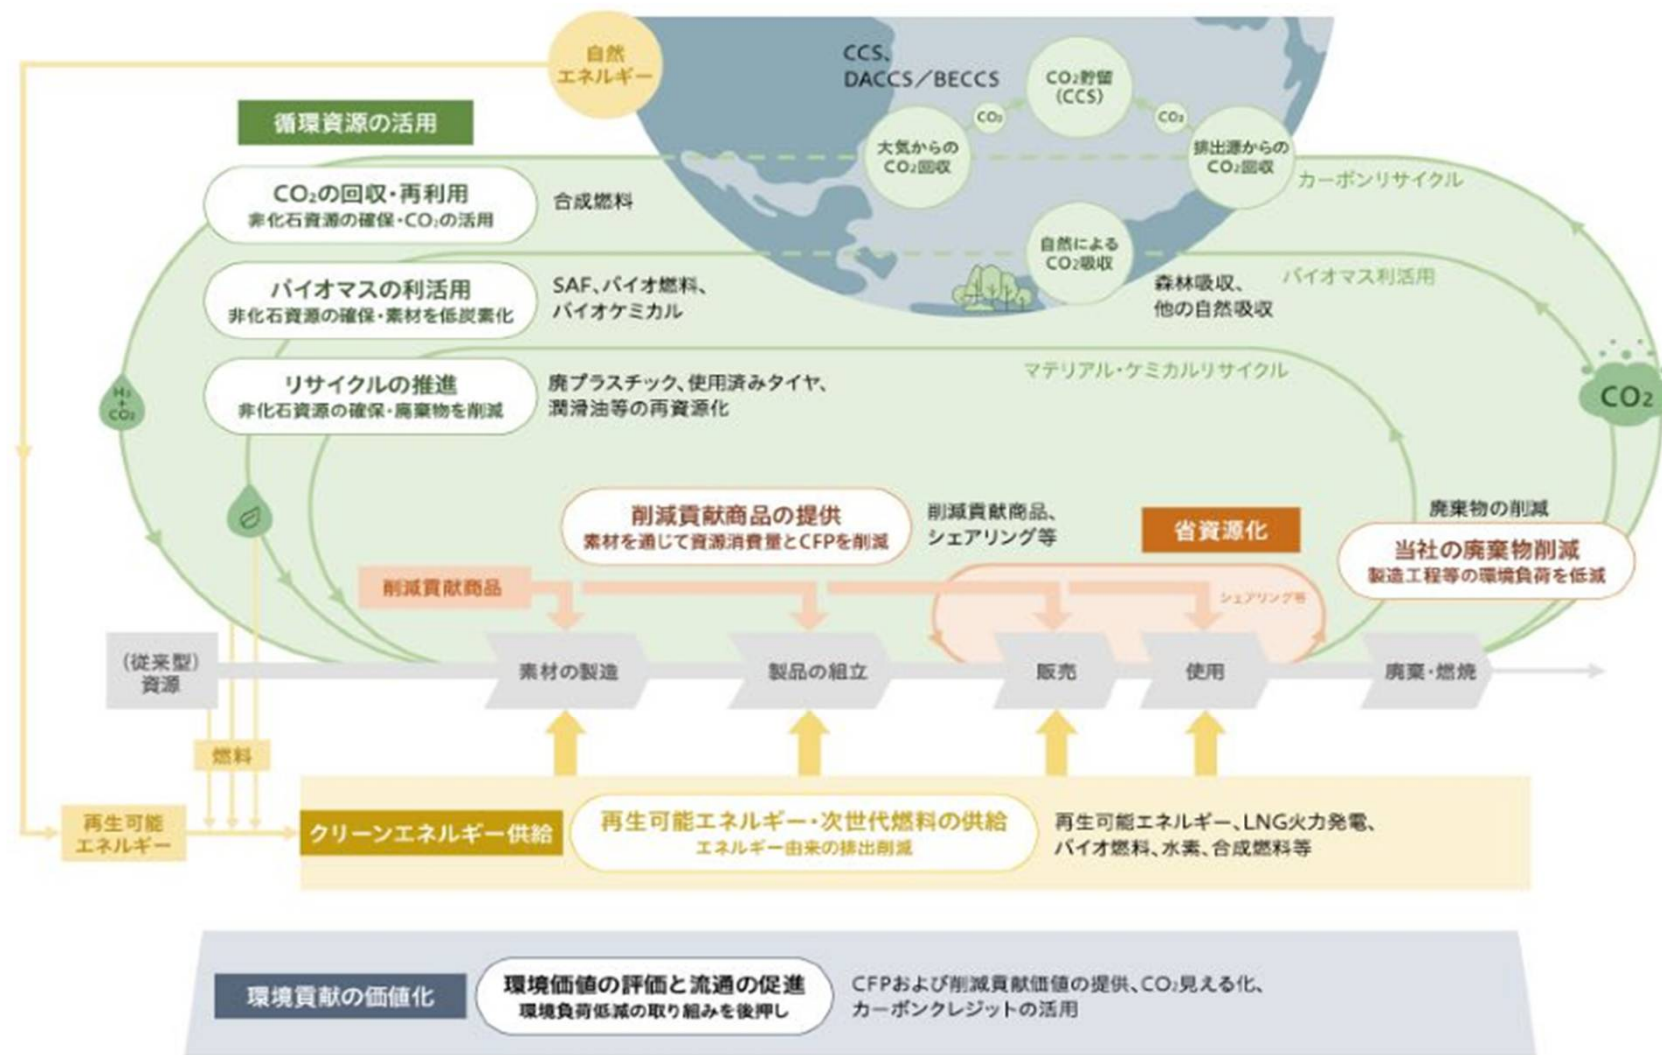 自然
エネルギー
CCS、
DACCS／BECCS
CO₂貯留
(CCS)
CO₂
CO₂
大気からの
CO₂回収
排出源からの
CO₂回収
循環資源の活用
カーボンリサイクル
CO₂の回収・再利用
非化石資源の確保・CO₂の活用
合成燃料
自然による
CO₂吸収
バイオマス利活用
森林吸収、
他の自然吸収
バイオマスの利活用
非化石資源の確保・素材を低炭素化
SAF、バイオ燃料、
バイオケミカル
マテリアル・ケミカルリサイクル
リサイクルの推進
非化石資源の確保・廃棄物を削減
廃プラスチック、使用済みタイヤ、
潤滑油等の再資源化
H₂
+
CO₂
CO₂
削減貢献商品の提供
素材を通じて資源消費量とCFPを削減
削減貢献商品、
シェアリング等
省資源化
廃棄物の削減
当社の廃棄物削減
製造工程等の環境負荷を低減
削減貢献商品
シェアリング等
(従来型)
資源
素材の製造
製品の組立
販売
使用
廃棄・燃焼
燃料
再生可能
エネルギー
クリーンエネルギー供給
再生可能エネルギー・次世代燃料の供給
エネルギー由来の排出削減
再生可能エネルギー、LNG火力発電、
バイオ燃料、水素、合成燃料等
環境貢献の価値化
環境価値の評価と流通の促進
環境負荷低減の取り組みを後押し
CFPおよび削減貢献価値の提供、CO₂見える化、
カーボンクレジットの活用